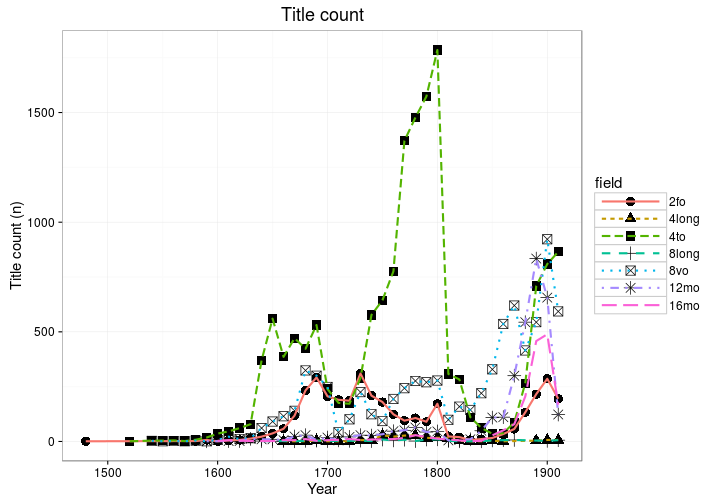 Title count
Title count (n)
1500
1000
500
0
1500
1600
1700
1800
1900
Year
field
2fo
4long
4to
8long
8vo
12mo
16mo